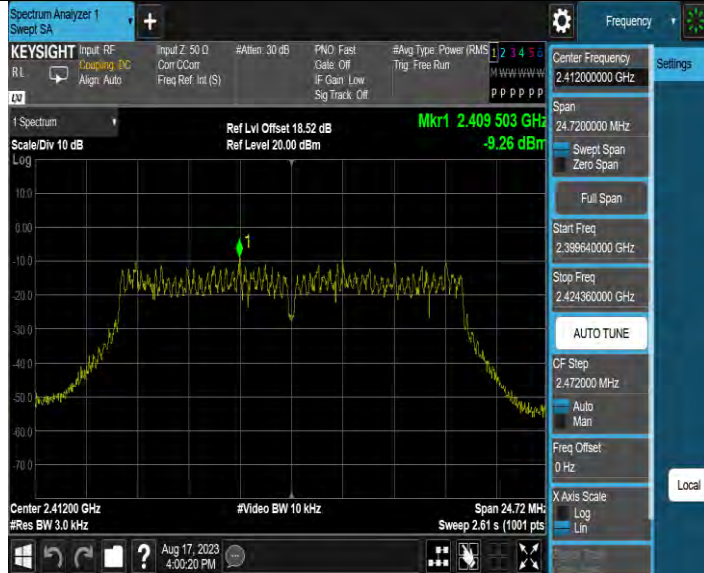 Spectrum Analyzer 1
Swept SA
+
Frequency
KEYSIGHT
Input: RF
Coupling: DC
Align: Auto
Input Z: 50 Ω
Corr CCorr
Freq Ref: Int (S)
#Atten: 30 dB
PNO: Fast
Gate: Off
IF Gain: Low
Sig Track: Off
#Avg Type: Power (RMS
Trig: Free Run
1 2 3 4 5 6
M W W W W W
P P P P P P
RL
LXI
1 Spectrum
Scale/Div 10 dB
Log
Ref Lvl Offset 18.52 dB
Ref Level 20.00 dBm
Mkr1 2.409 503 GHz
-9.26 dBm
10.0
0.00
-10.0
-20.0
-30.0
-40.0
-50.0
-60.0
-70.0
1
Center 2.41200 GHz
#Res BW 3.0 kHz
#Video BW 10 kHz
Span 24.72 MHz
Sweep 2.61 s (1001 pts
Center Frequency
2.412000000 GHz
Settings
Span
24.7200000 MHz
Swept Span
Zero Span
Full Span
Start Freq
2.399640000 GHz
Stop Freq
2.424360000 GHz
AUTO TUNE
CF Step
2.472000 MHz
Auto
Man
Freq Offset
0 Hz
X Axis Scale
Log
Lin
Local
?
Aug 17, 2023
4:00:20 PM